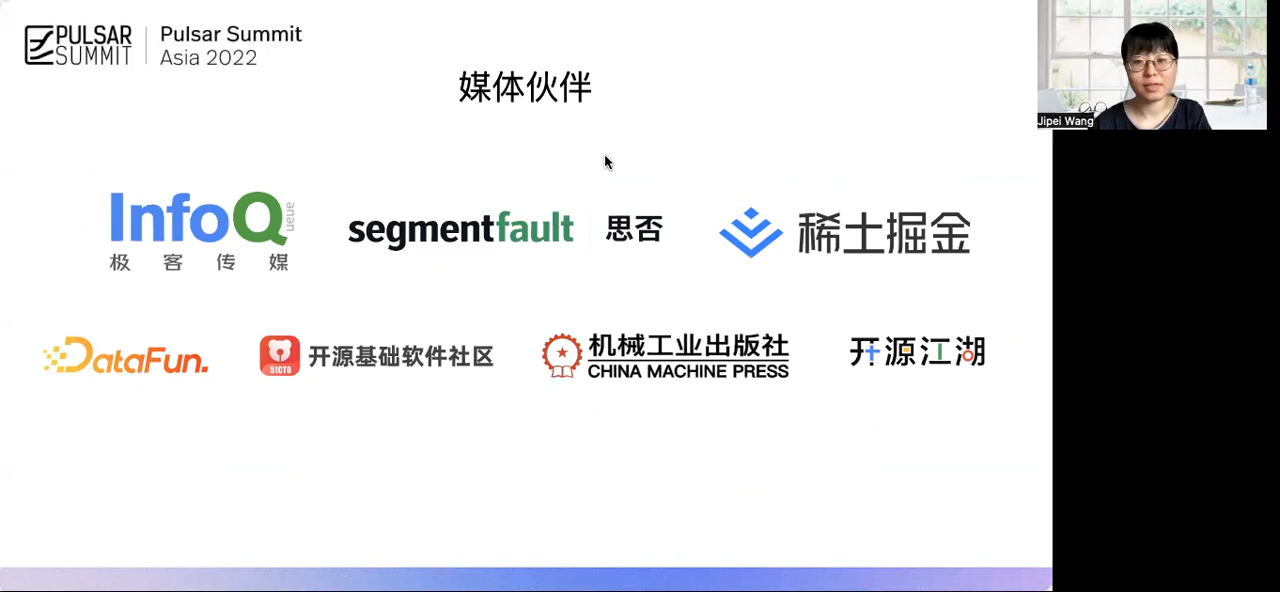 PULSAR
SUMMIT
Pulsar Summit
Asia 2022
媒体伙伴
Jipei Wang
InfoQ
ueue
极客传媒
segmentfault 思否
稀土掘金
DataFun.
51CTO
开源基础软件社区
机械工业出版社
CHINA MACHINE PRESS
开源江湖